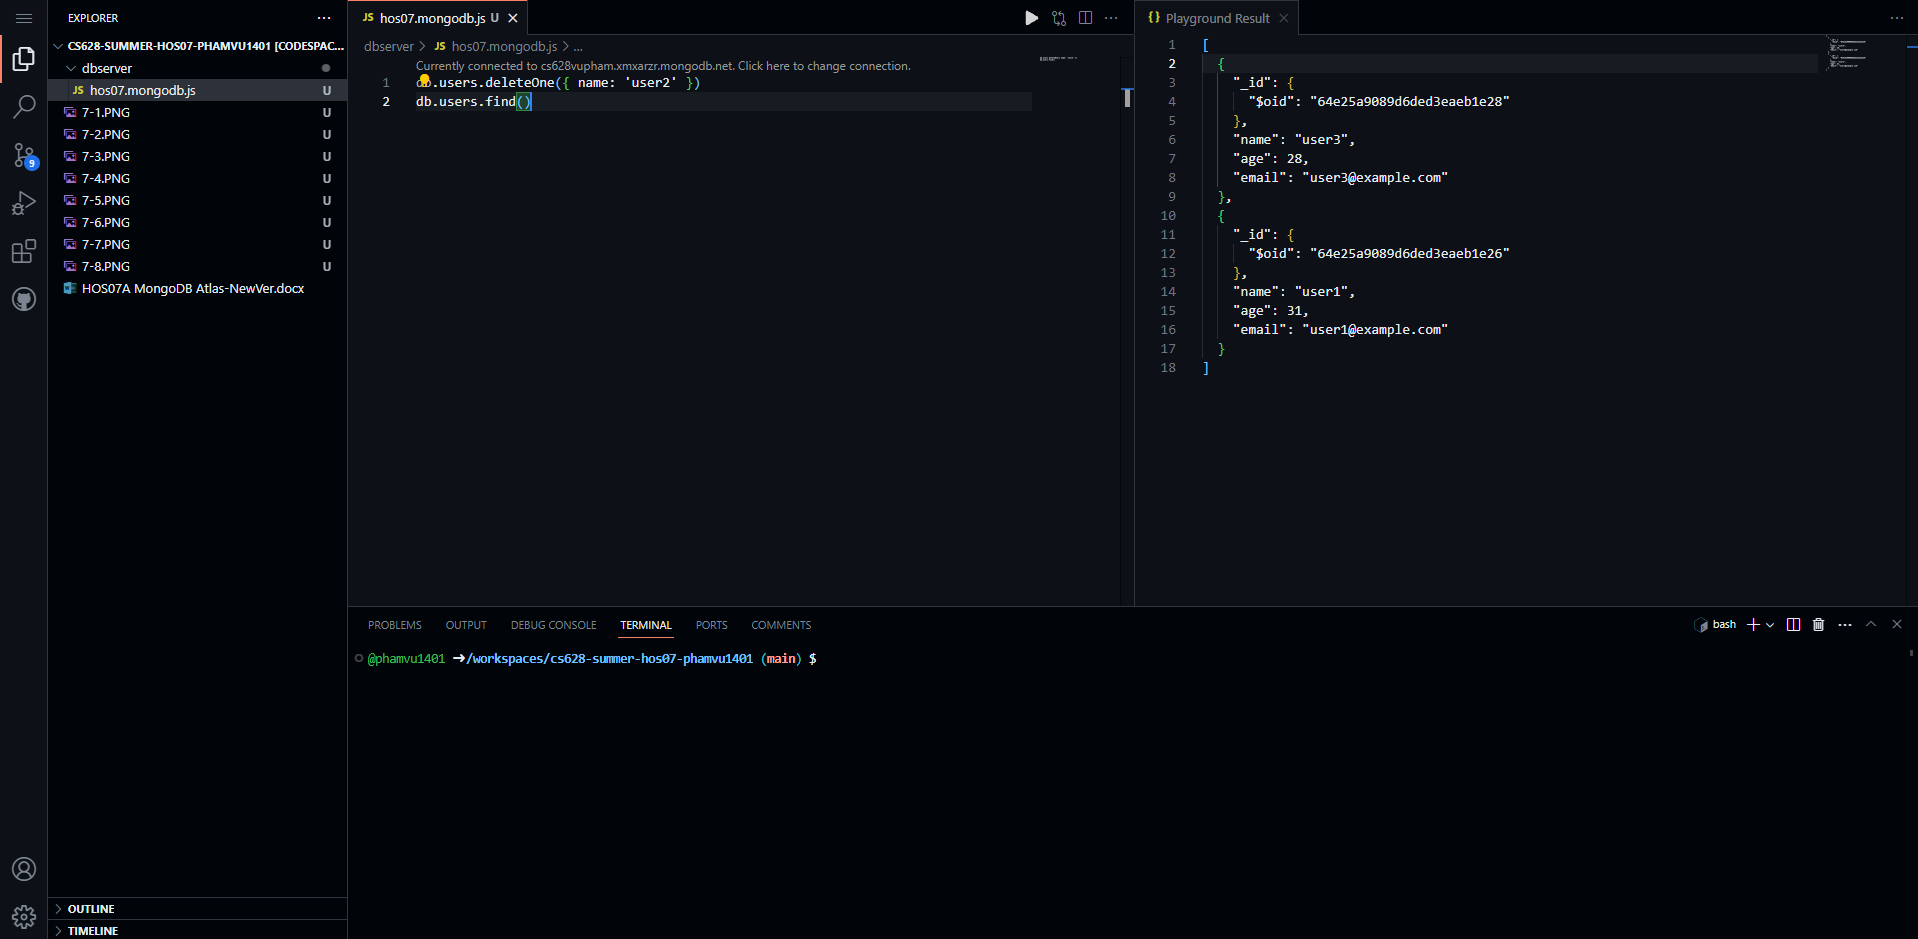 EXPLORER
CS628-SUMMER-HOS07-PHAMVU1401 [CODESPAC...
dbserver
JS hos07.mongodb.js U
7-1.PNG U
7-2.PNG U
7-3.PNG U
7-4.PNG U
7-5.PNG U
7-6.PNG U
7-7.PNG U
7-8.PNG U
HOS07A MongoDB Atlas-NewVer.docx
9
OUTLINE
TIMELINE
JS hos07.mongodb.js U
dbserver > JS hos07.mongodb.js > ...
Currently connected to cs628vupham.xmxarzr.mongodb.net. Click here to change connection.
1 db.users.deleteOne({ name: 'user2' })
2 db.users.find()
{} Playground Result
1 [
2 {
3 "_id": {
4 "$oid": "64e25a9089d6ded3eaeb1e28"
5 },
6 "name": "user3",
7 "age": 28,
8 "email": "user3@example.com"
9 },
10 {
11 "_id": {
12 "$oid": "64e25a9089d6ded3eaeb1e26"
13 },
14 "name": "user1",
15 "age": 31,
16 "email": "user1@example.com"
17 }
18 ]
PROBLEMS OUTPUT DEBUG CONSOLE TERMINAL PORTS COMMENTS
bash
@phamvu1401 ➜/workspaces/cs628-summer-hos07-phamvu1401 (main) $